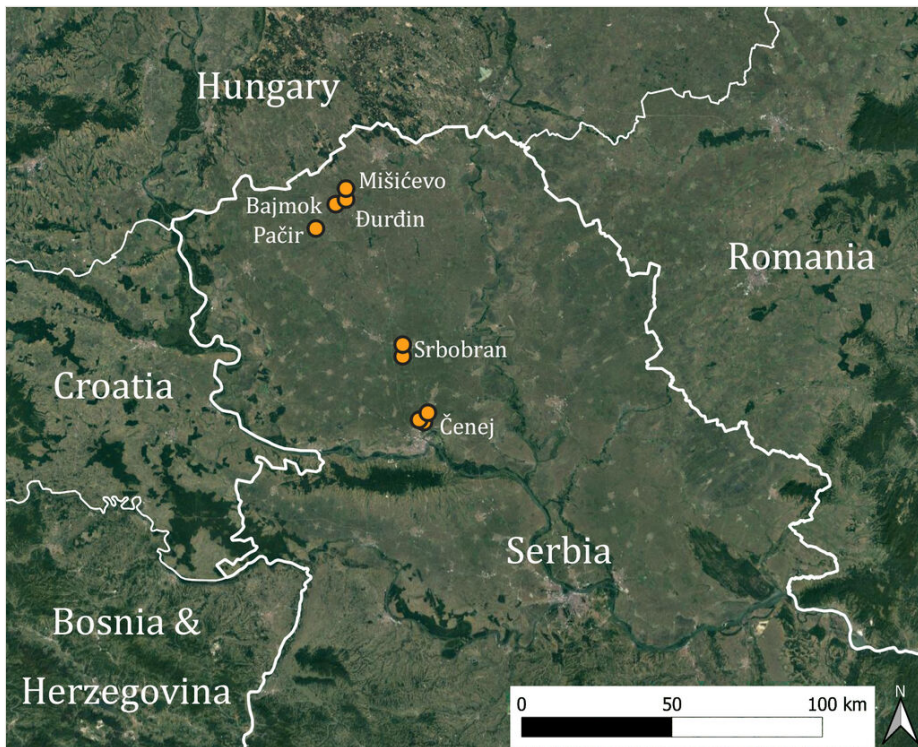 Hungary
Mišićevo
Bajmok
Đurđin
Pačir
Romania
Srbobran
Croatia
Čenej
Serbia
Bosnia &
Herzegovina
0 50 100 km
N